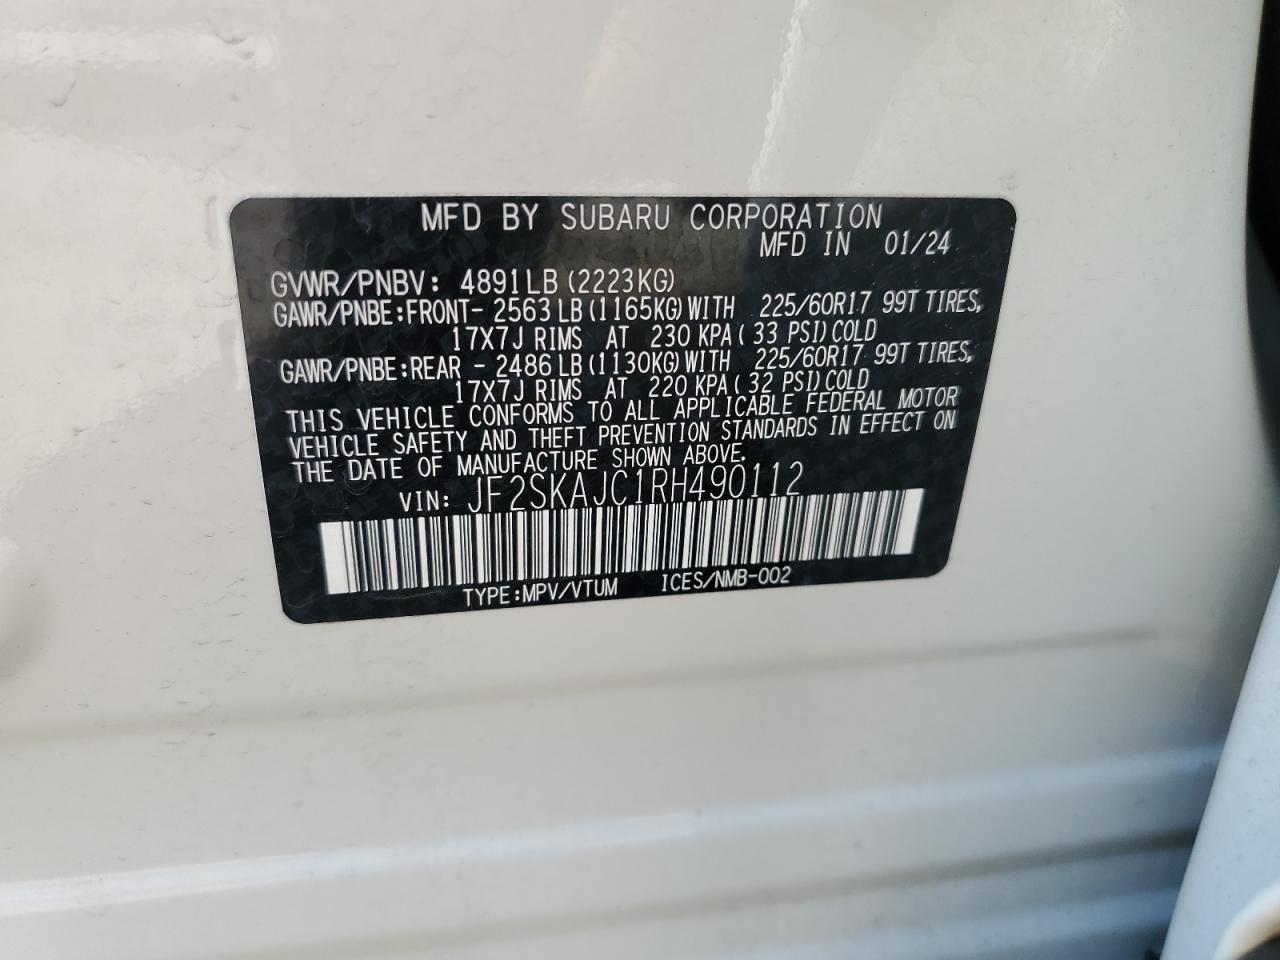 MFD BY SUBARU CORPORATION
MFD IN 01/24
GVWR/PNBV: 4891LB(2223KG)
GAWR/PNBE:FRONT- 2563LB(1165KG)WITH 225/60R17 99T TIRES,
17X7J RIMS AT 230 KPA( 33 PSI)COLD
GAWR/PNBE:REAR - 2486LB(1130KG)WITH 225/60R17 99T TIRES,
17X7J RIMS AT 220 KPA( 32 PSI)COLD
THIS VEHICLE CONFORMS TO ALL APPLICABLE FEDERAL MOTOR
VEHICLE SAFETY AND THEFT PREVENTION STANDARDS IN EFFECT ON
THE DATE OF MANUFACTURE SHOWN ABOVE.
VIN: JF2SKAJC1RH490112
TYPE:MPV/VTUM ICES/NMB-002